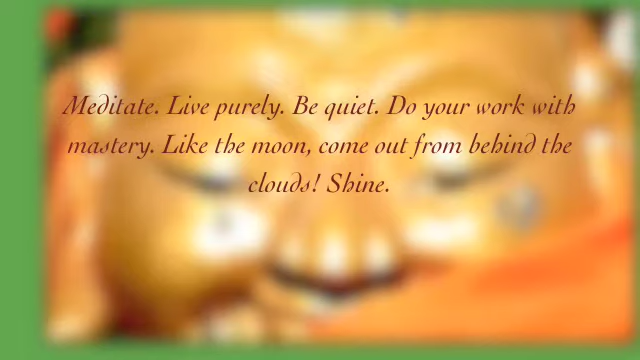 Meditate. Live purely. Be quiet. Do your work with
mastery. Like the moon, come out from behind the
clouds! Shine.